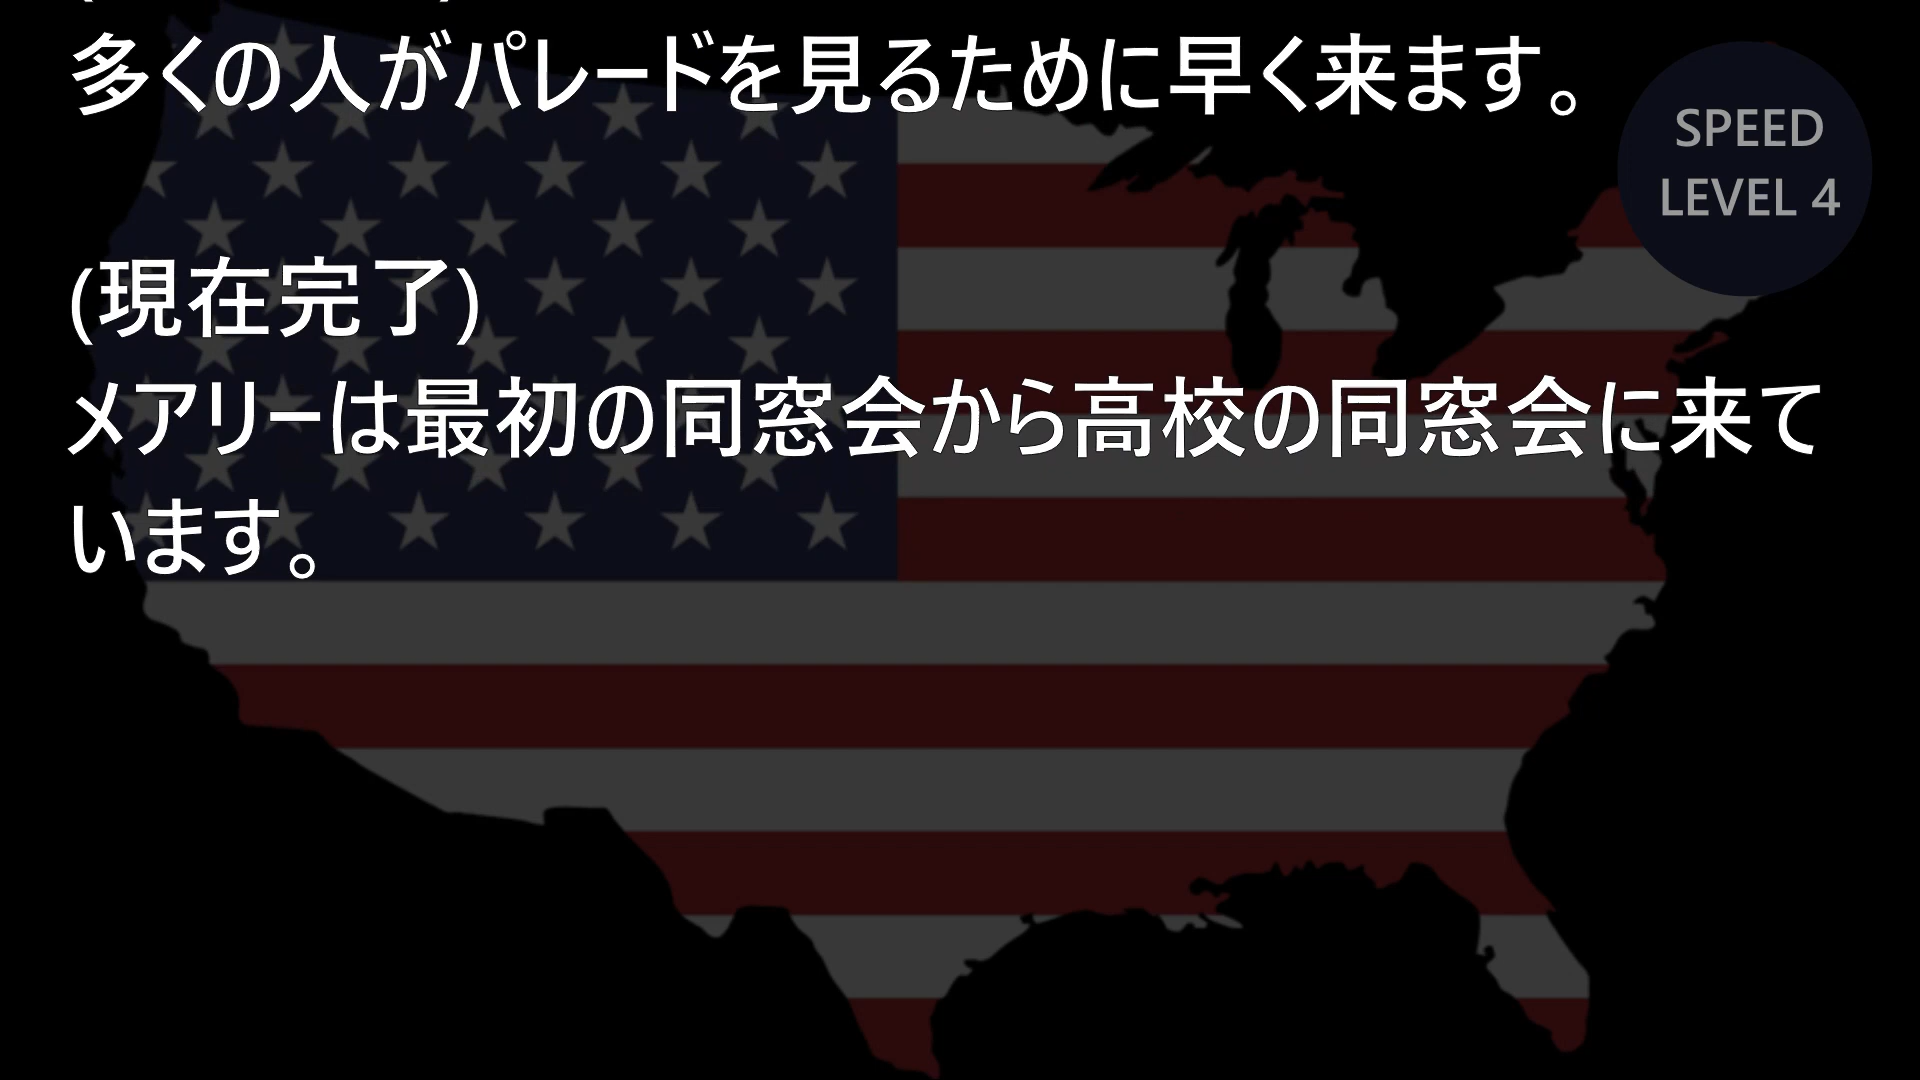 多くの人がパレードを見るために早く来ます。
SPEED
LEVEL 4
(現在完了)
メアリーは最初の同窓会から高校の同窓会に来て
います。